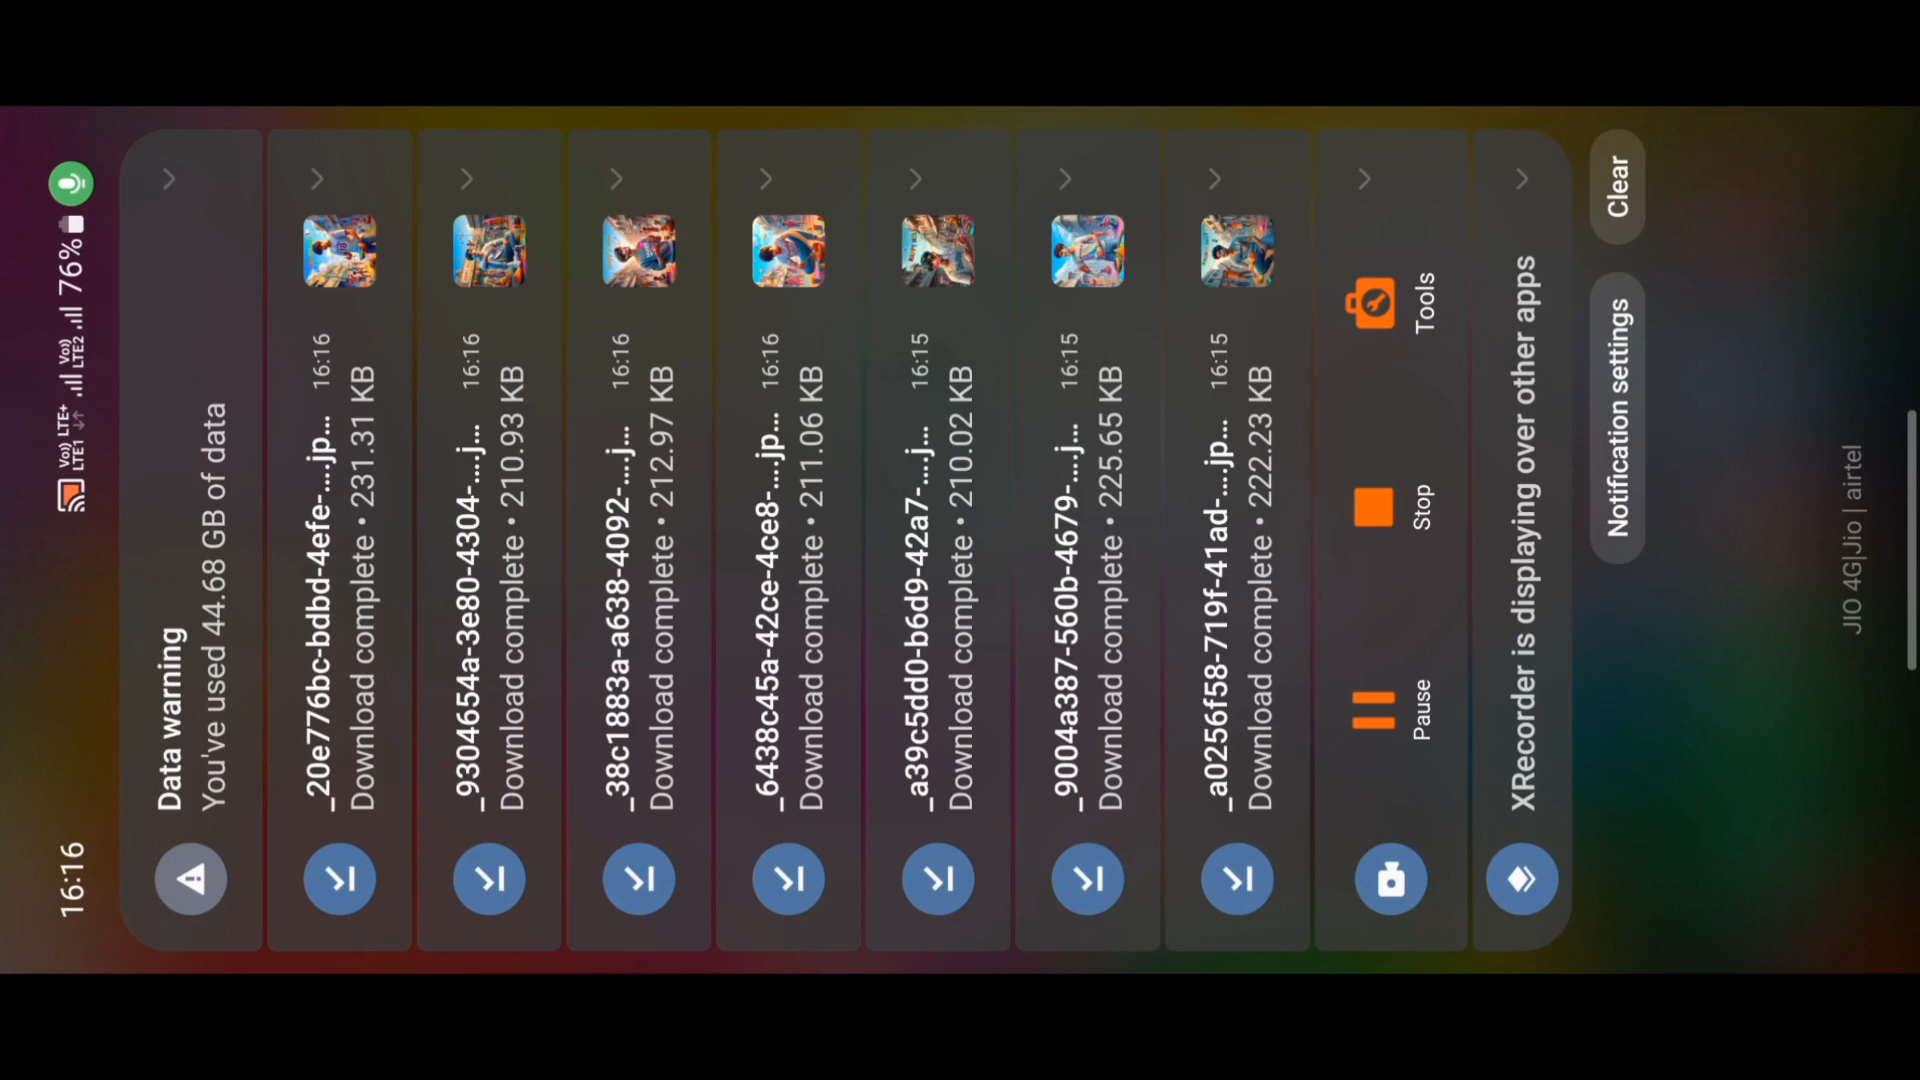 16:16
Vo)) LTE+
LTE1
Vo))
LTE2
76%
Data warning
You've used 44.68 GB of data
_20e776bc-bdbd-4efe-....jp... 16:16
Download complete • 231.31 KB
_9304654a-3e80-4304-....j... 16:16
Download complete • 210.93 KB
_38c1883a-a638-4092-....j... 16:16
Download complete • 212.97 KB
_6438c45a-42ce-4ce8-....jp... 16:16
Download complete • 211.06 KB
_a39c5dd0-b6d9-42a7-....j... 16:15
Download complete • 210.02 KB
_9004a387-560b-4679-....j... 16:15
Download complete • 225.65 KB
_a0256f58-719f-41ad-....jp... 16:15
Download complete • 222.23 KB
Pause Stop Tools
XRecorder is displaying over other apps
Notification settings Clear
JIO 4G|Jio | airtel